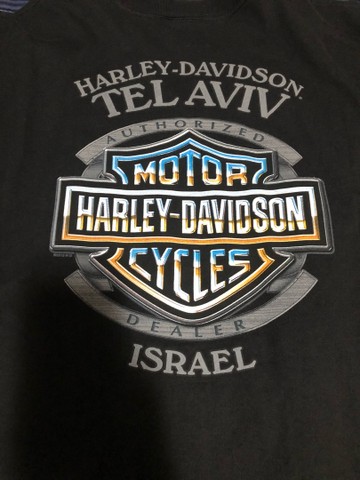 HARLEY-DAVIDSON
TEL AVIV
AUTHORIZED
MOTOR
HARLEY-DAVIDSON
CYCLES
DEALER
ISRAEL